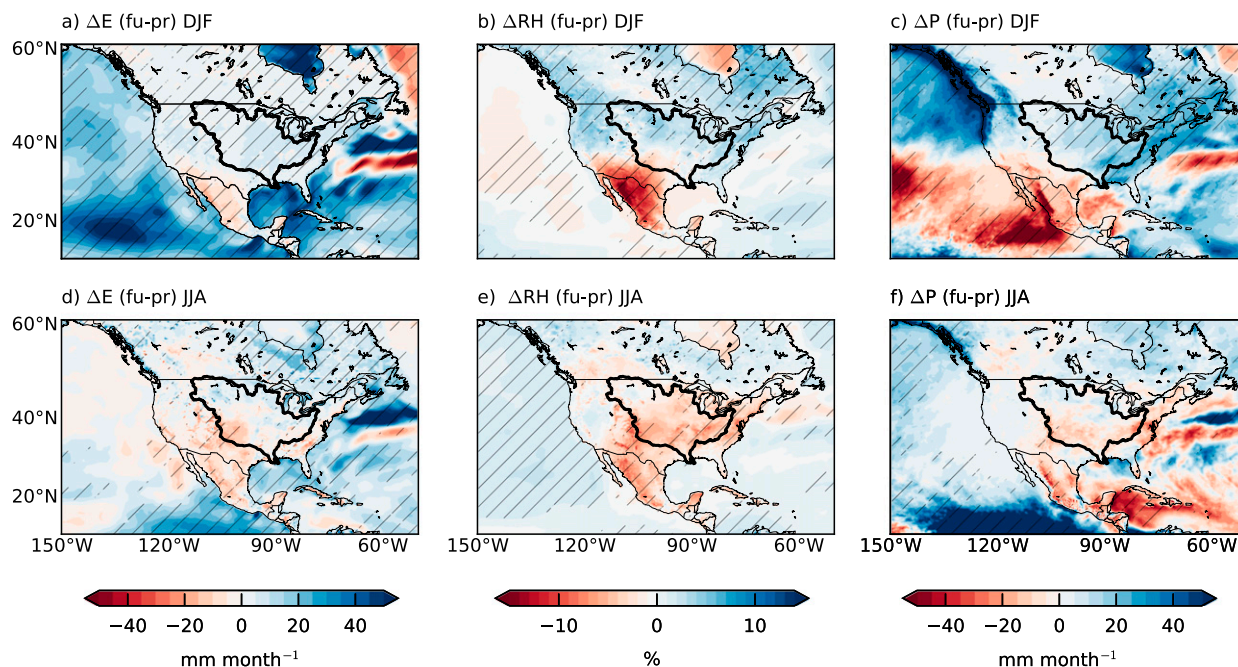 a) ΔE (fu-pr) DJF
b) ΔRH (fu-pr) DJF
c) ΔP (fu-pr) DJF
60°N
60°N
40°N
40°N
20°N
20°N
d) ΔE (fu-pr) JJA
e) ΔRH (fu-pr) JJA
f) ΔP (fu-pr) JJA
60°N
40°N
20°N
150°W 120°W 90°W 60°W
150°W 120°W 90°W 60°W
150°W 120°W 90°W 60°W
−40 −20 0 20 40
−10 0 10
−40 −20 0 20 40
mm month⁻¹
%
mm month⁻¹